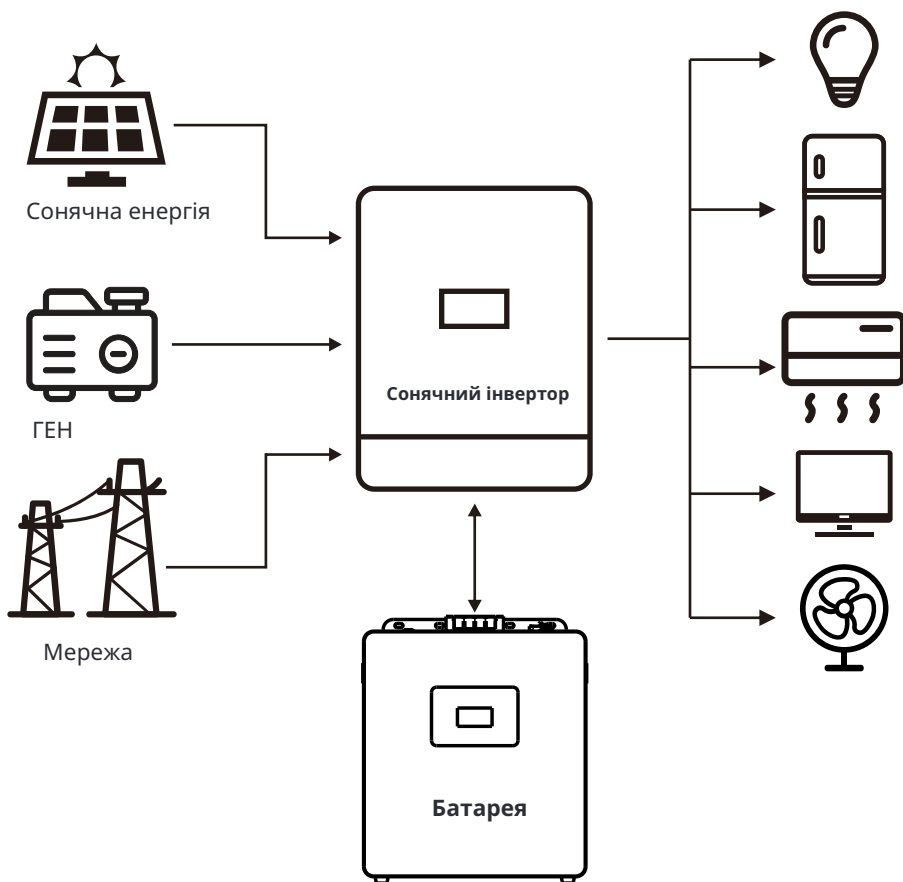 Сонячна енергія
ГЕН
Сонячний інвертор
Мережа
Батарея